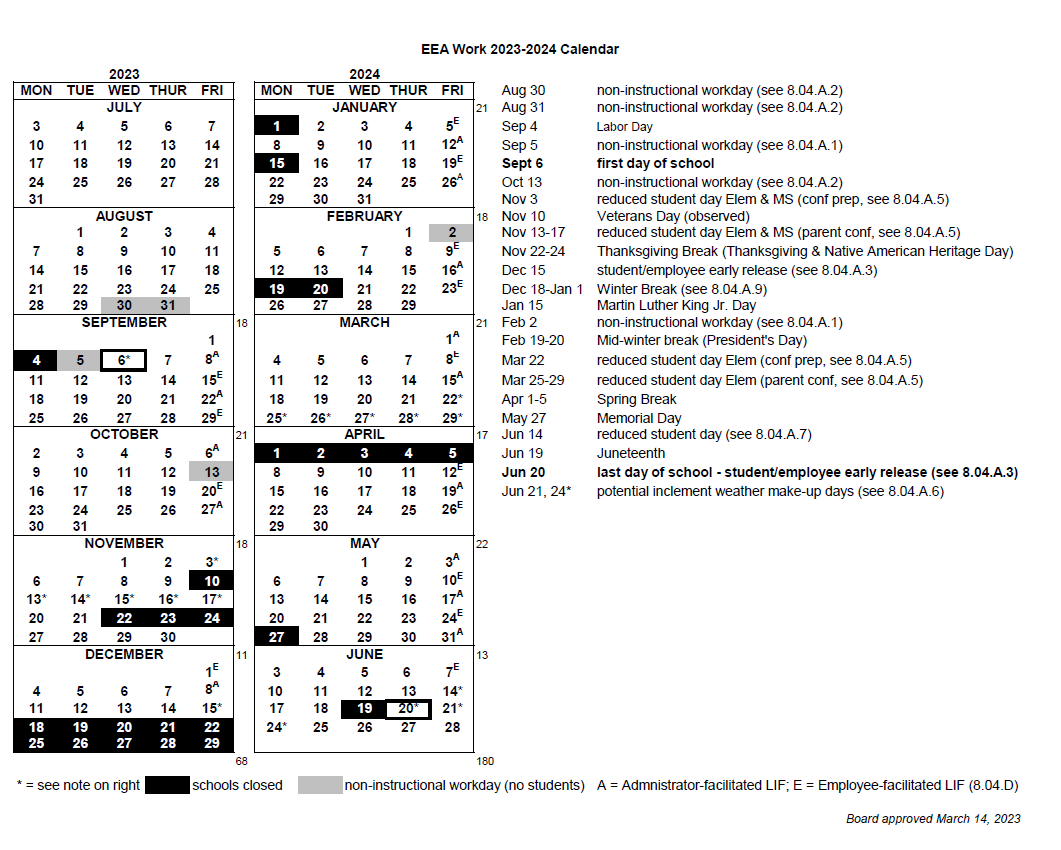 EEA Work 2023-2024 Calendar
2023
MON TUE WED THUR FRI
JULY
3 4 5 6 7
10 11 12 13 14
17 18 19 20 21
24 25 26 27 28
31
AUGUST
1 2 3 4
7 8 9 10 11
14 15 16 17 18
21 22 23 24 25
28 29 30 31
SEPTEMBER 18
1
4 5 6* 7 8A
11 12 13 14 15E
18 19 20 21 22A
25 26 27 28 29E
OCTOBER 21
2 3 4 5 6A
9 10 11 12 13
16 17 18 19 20E
23 24 25 26 27A
30 31
NOVEMBER 18
1 2 3*
6 7 8 9 10
13* 14* 15* 16* 17*
20 21 22 23 24
27 28 29 30
DECEMBER 11
1E
4 5 6 7 8A
11 12 13 14 15*
18 19 20 21 22
25 26 27 28 29
68
2024
MON TUE WED THUR FRI
JANUARY 21
1 2 3 4 5E
8 9 10 11 12A
15 16 17 18 19E
22 23 24 25 26A
29 30 31
FEBRUARY 18
1 2
5 6 7 8 9E
12 13 14 15 16A
19 20 21 22 23E
26 27 28 29
MARCH 21
1A
4 5 6 7 8E
11 12 13 14 15A
18 19 20 21 22*
25* 26* 27* 28* 29*
APRIL 17
1 2 3 4 5
8 9 10 11 12E
15 16 17 18 19A
22 23 24 25 26E
29 30
MAY 22
1 2 3A
6 7 8 9 10E
13 14 15 16 17A
20 21 22 23 24E
27 28 29 30 31A
JUNE 13
3 4 5 6 7E
10 11 12 13 14*
17 18 19 20* 21*
24* 25 26 27 28
180
Aug 30 non-instructional workday (see 8.04.A.2)
Aug 31 non-instructional workday (see 8.04.A.2)
Sep 4 Labor Day
Sep 5 non-instructional workday (see 8.04.A.1)
Sept 6 first day of school
Oct 13 non-instructional workday (see 8.04.A.2)
Nov 3 reduced student day Elem & MS (conf prep, see 8.04.A.5)
Nov 10 Veterans Day (observed)
Nov 13-17 reduced student day Elem & MS (parent conf, see 8.04.A.5)
Nov 22-24 Thanksgiving Break (Thanksgiving & Native American Heritage Day)
Dec 15 student/employee early release (see 8.04.A.3)
Dec 18-Jan 1 Winter Break (see 8.04.A.9)
Jan 15 Martin Luther King Jr. Day
Feb 2 non-instructional workday (see 8.04.A.1)
Feb 19-20 Mid-winter break (President's Day)
Mar 22 reduced student day Elem (conf prep, see 8.04.A.5)
Mar 25-29 reduced student day Elem (parent conf, see 8.04.A.5)
Apr 1-5 Spring Break
May 27 Memorial Day
Jun 14 reduced student day (see 8.04.A.7)
Jun 19 Juneteenth
Jun 20 last day of school - student/employee early release (see 8.04.A.3)
Jun 21, 24* potential inclement weather make-up days (see 8.04.A.6)
* = see note on right schools closed non-instructional workday (no students) A = Admnistrator-facilitated LIF; E = Employee-facilitated LIF (8.04.D)
Board approved March 14, 2023